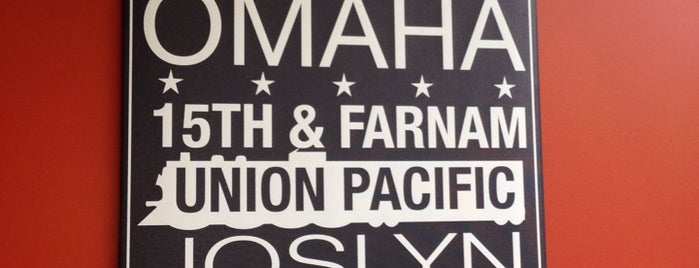 OMAHA
15TH & FARNAM
UNION PACIFIC
JOSLYN